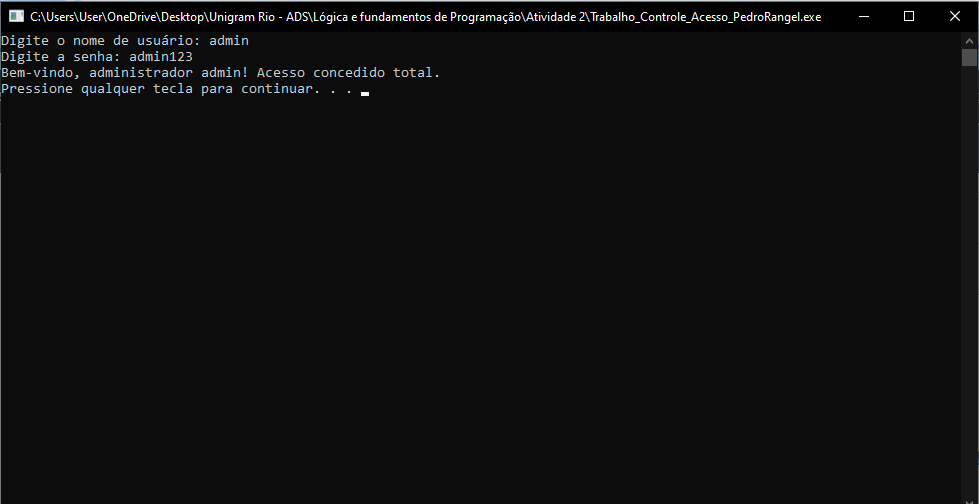 C:\Users\User\OneDrive\Desktop\Unigram Rio - ADS\Lógica e fundamentos de Programação\Atividade 2\Trabalho_Controle_Acesso_PedroRangel.exe
Digite o nome de usuário: admin
Digite a senha: admin123
Bem-vindo, administrador admin! Acesso concedido total.
Pressione qualquer tecla para continuar. . .